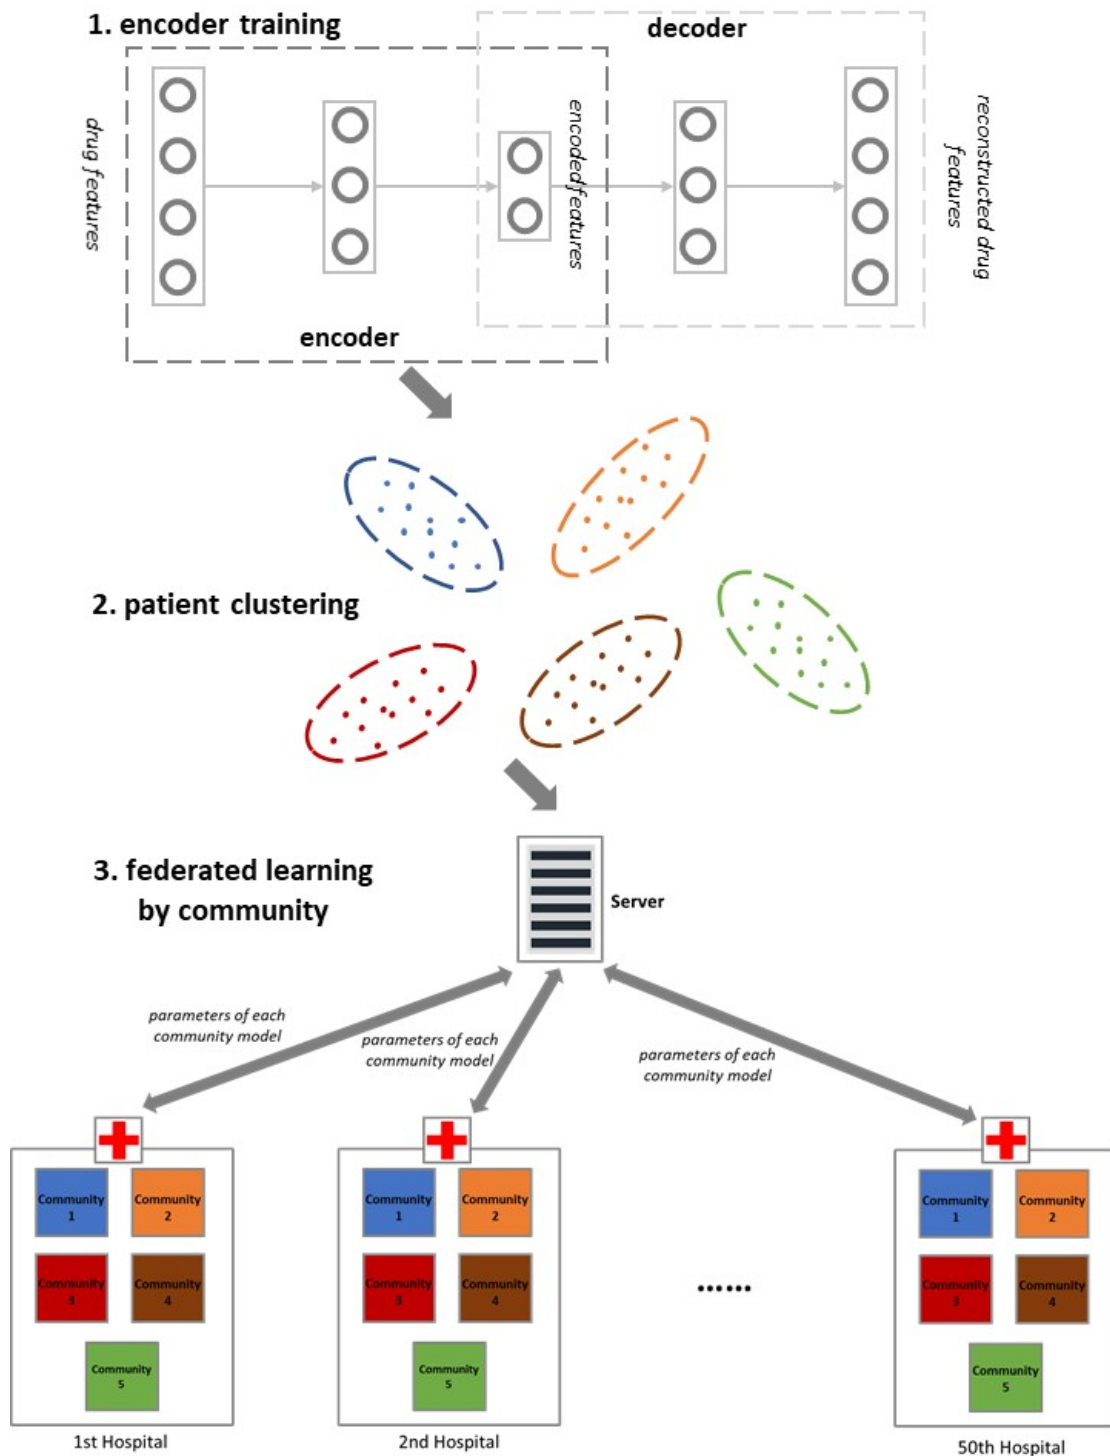 1. encoder training
decoder
drug features
encoded features
reconstructed drug
features
encoder
2. patient clustering
3. federated learning
by community
Server
parameters of each
community model
parameters of each
community model
parameters of each
community model
Community
1
Community
2
Community
3
Community
4
Community
5
1st Hospital
Community
1
Community
2
Community
3
Community
4
Community
5
2nd Hospital
......
Community
1
Community
2
Community
3
Community
4
Community
5
50th Hospital